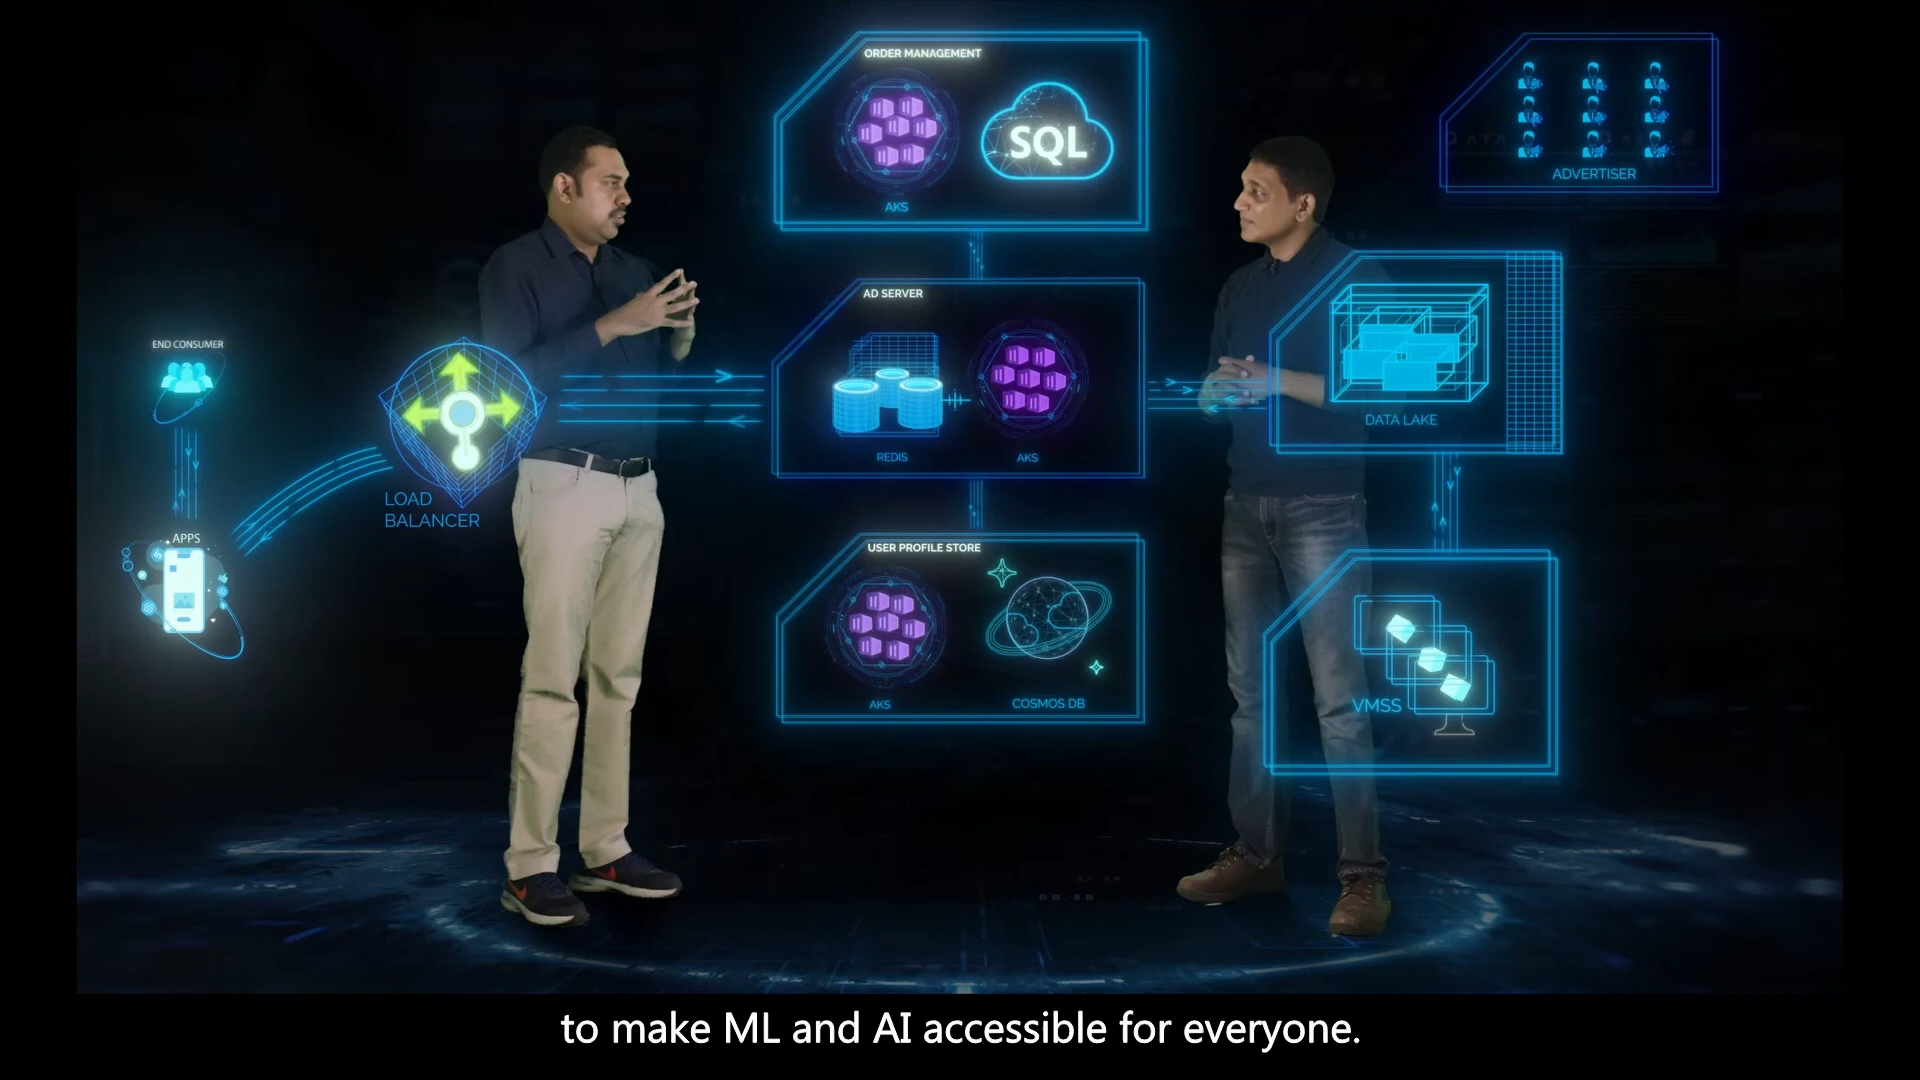 ORDER MANAGEMENT
SQL
AKS
ADVERTISER
AD SERVER
REDIS
AKS
DATA LAKE
END CONSUMER
LOAD
BALANCER
APPS
in
USER PROFILE STORE
AKS
COSMOS DB
VMSS
to make ML and AI accessible for everyone.